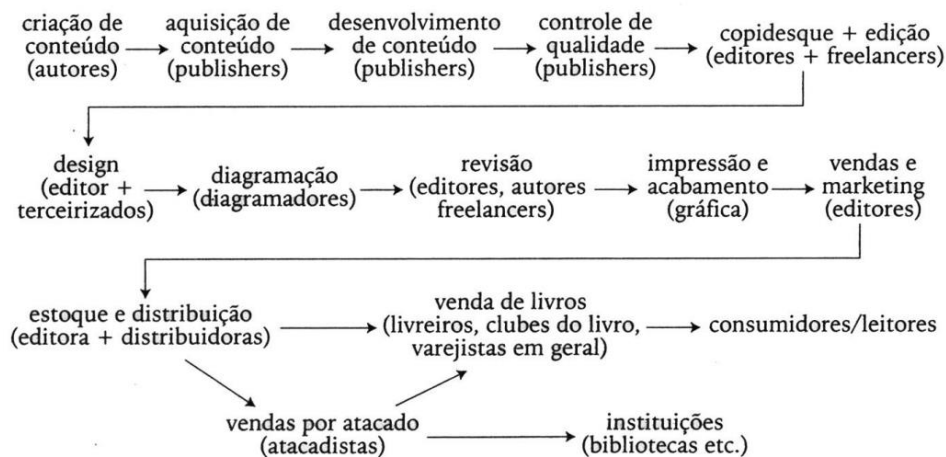 criação de conteúdo (autores)
aquisição de conteúdo (publishers)
desenvolvimento de conteúdo (publishers)
controle de qualidade (publishers)
copidesque + edição (editores + freelancers)
design (editor + terceirizados)
diagramação (diagramadores)
revisão (editores, autores freelancers)
impressão e acabamento (gráfica)
vendas e marketing (editores)
estoque e distribuição (editora + distribuidoras)
venda de livros (livreiros, clubes do livro, varejistas em geral)
consumidores/leitores
vendas por atacado (atacadistas)
instituições (bibliotecas etc.)